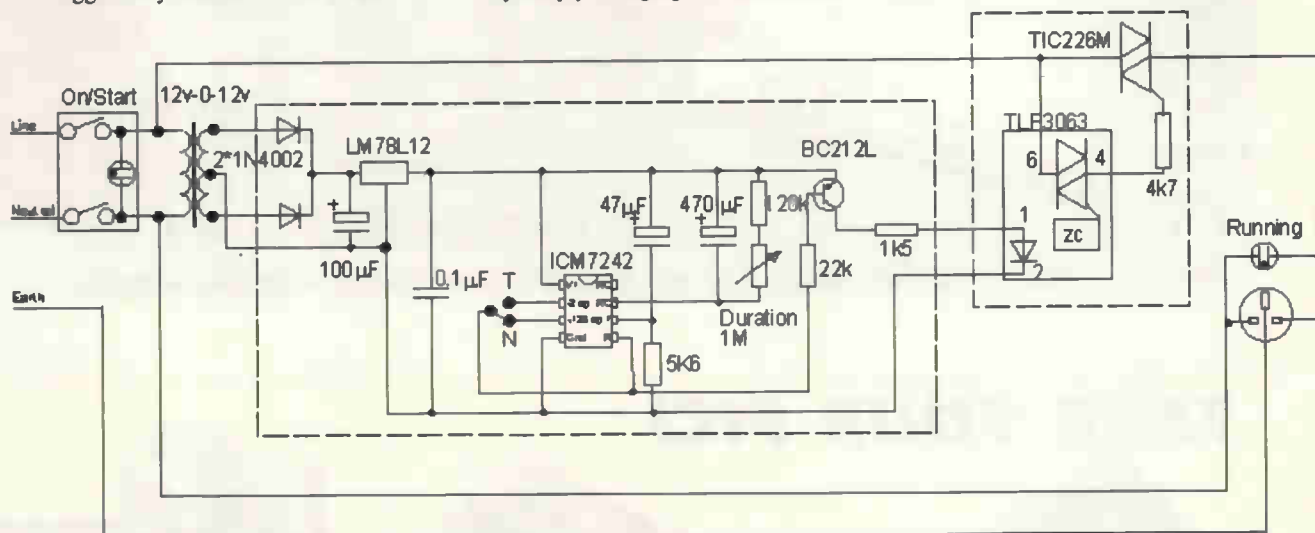 TIC226M
On/Start
12v-0-12v
Line
LM78L12
TLP3063
2*1N4002
BC212L
6
4
4k7
47µF
470µF
120k
1
1k5
ZC
Running
100µF
ICM7242
22k
2
0.1µF
T
V+
Duration
1M
N
Gnd
R
5K6
Earth